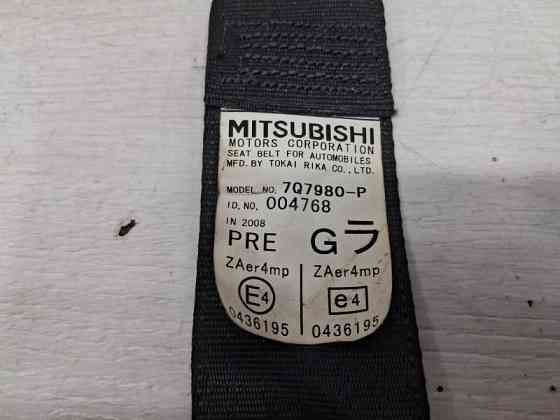 MITSUBISHI
MOTORS CORPORATION
SEAT BELT FOR AUTOMOBILES
MFD. BY TOKAI RIKA CO., LTD.
MODEL NO. 7Q7980-P
I D. NO. 004768
IN 2008
PRE Gラ
ZAer4mp ZAer4mp
E4 e4
0436195 0436195